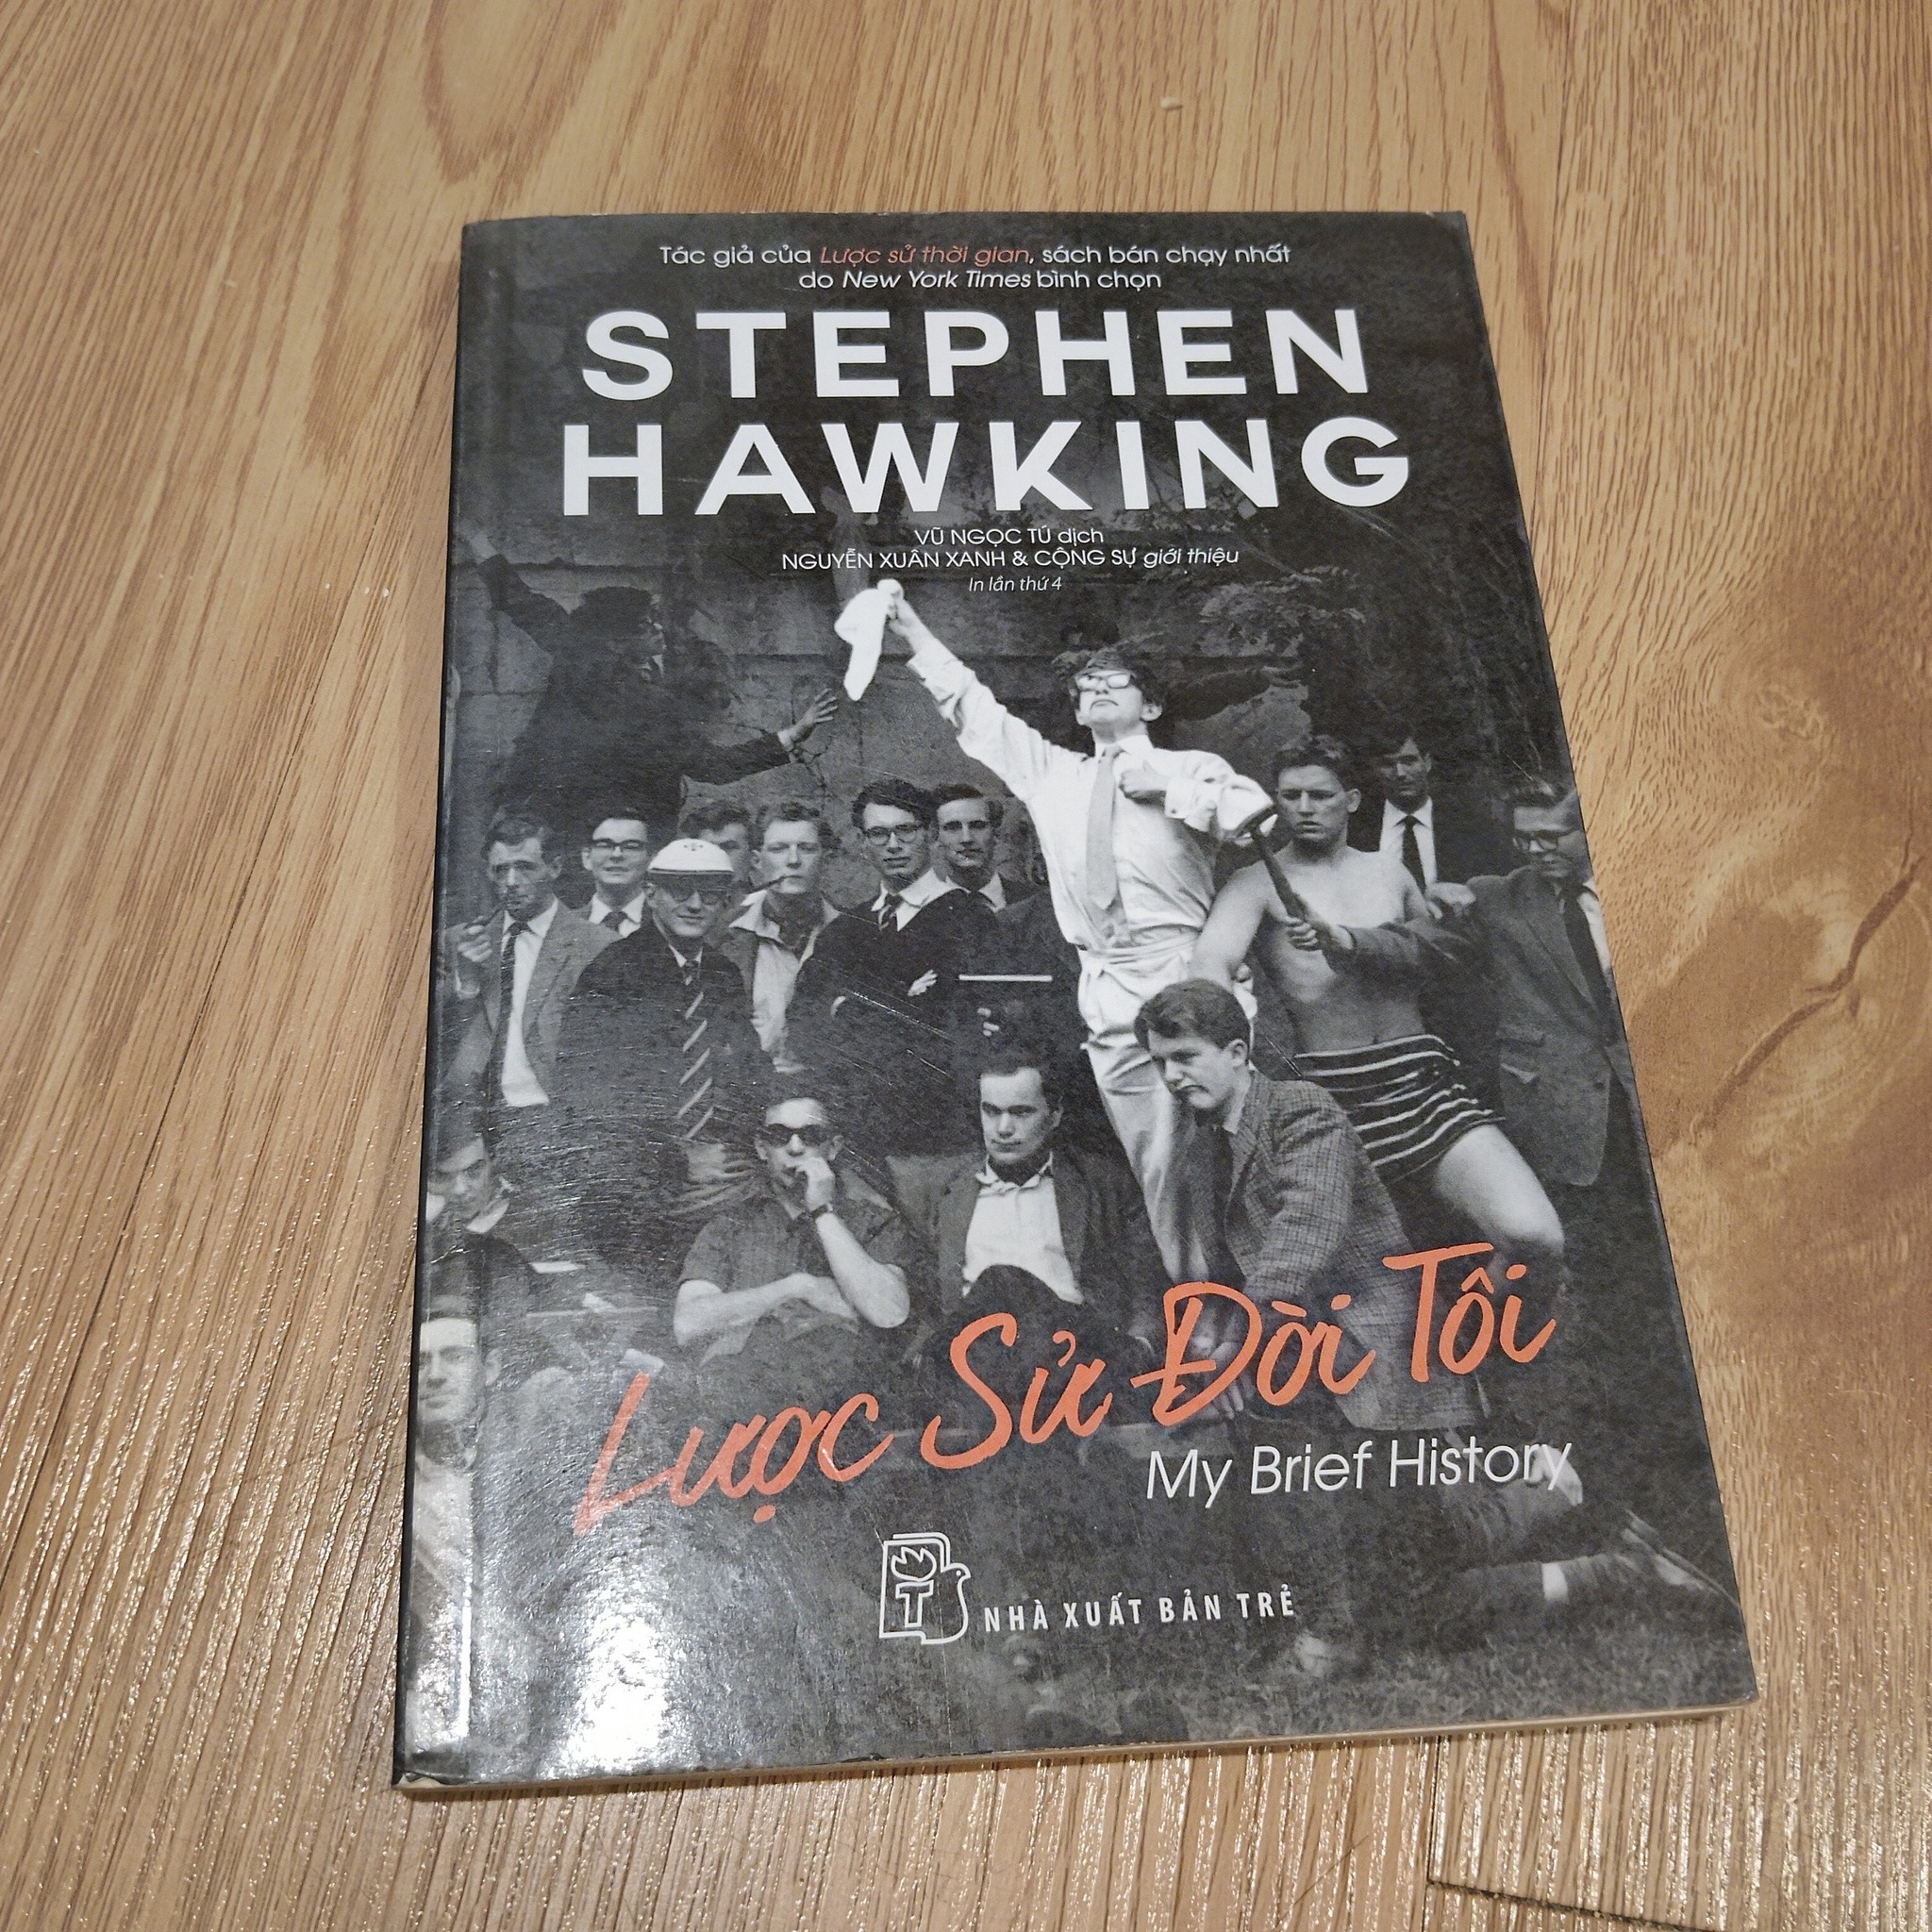 Tác giả của Lược sử thời gian, sách bán chạy nhất
do New York Times bình chọn
STEPHEN
HAWKING
VŨ NGỌC TÚ dịch
NGUYỄN XUÂN XANH & CỘNG SỰ giới thiệu
In lần thứ 4
Lược Sử Đời Tôi
My Brief History
T
NHÀ XUẤT BẢN TRẺ